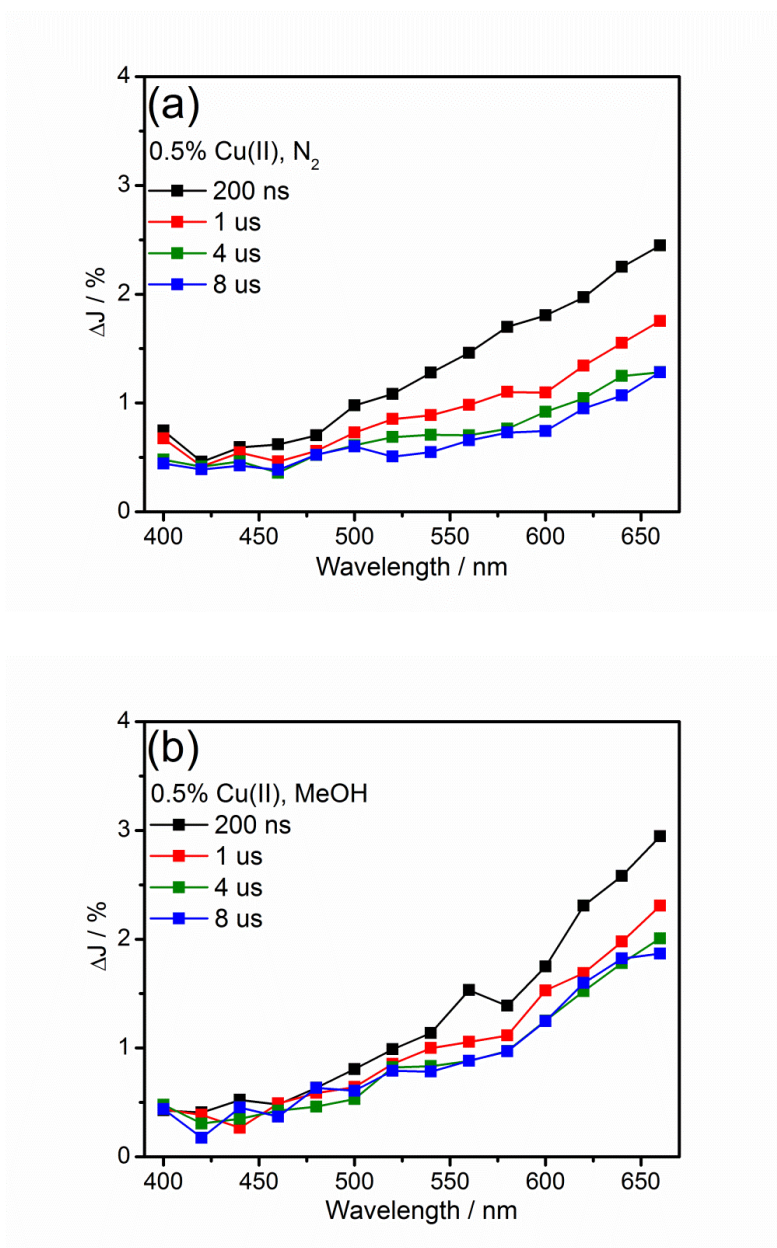 (a)
0.5% Cu(II), N₂
200 ns
1 us
4 us
8 us
ΔJ / %
4
3
2
1
0
400 450 500 550 600 650
Wavelength / nm
(b)
0.5% Cu(II), MeOH
200 ns
1 us
4 us
8 us
ΔJ / %
4
3
2
1
0
400 450 500 550 600 650
Wavelength / nm